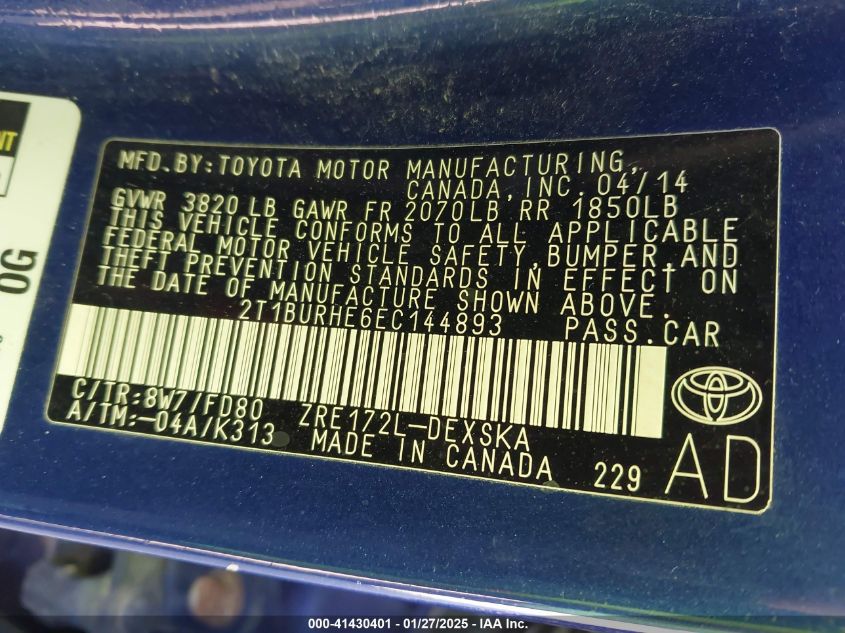 NT
OG
MFD.BY:TOYOTA MOTOR MANUFACTURING,
CANADA,INC. 04/14
GVWR 3820 LB GAWR FR 2070LB RR 1850LB
THIS VEHICLE CONFORMS TO ALL APPLICABLE
FEDERAL MOTOR VEHICLE SAFETY,BUMPER,AND
THEFT PREVENTION STANDARDS IN EFFECT ON
THE DATE OF MANUFACTURE SHOWN ABOVE.
2T1BURHE6EC144893 PASS.CAR
C/TR:8W7/FD80 ZRE172L-DEXSKA
A/TM:-04A/K313 MADE IN CANADA 229 AD
000-41430401 - 01/27/2025 - IAA Inc.